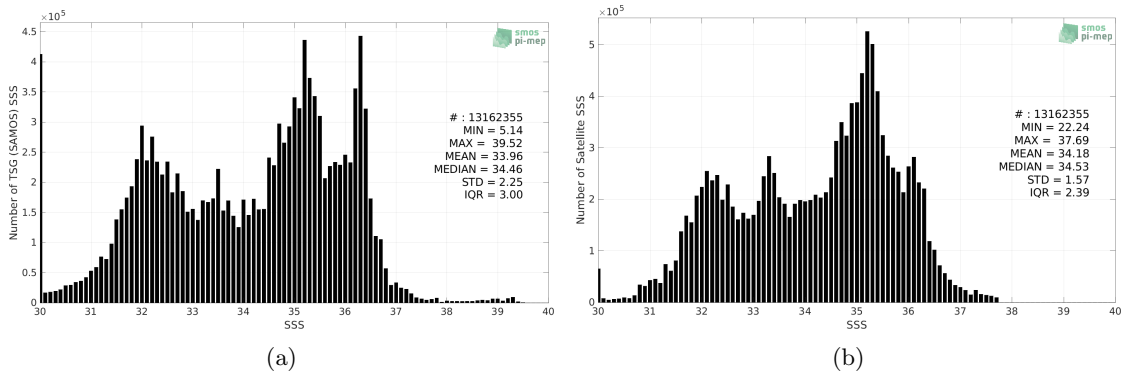 ×10^5
4.5
4
3.5
3
2.5
2
1.5
1
0.5
0
Number of TSG (SAMOS) SSS
smos
pi-mep
# : 13162355
MIN = 5.14
MAX = 39.52
MEAN = 33.96
MEDIAN = 34.46
STD = 2.25
IQR = 3.00
30 31 32 33 34 35 36 37 38 39 40
SSS
(a)
×10^5
5
4
3
2
1
0
Number of Satellite SSS
smos
pi-mep
# : 13162355
MIN = 22.24
MAX = 37.69
MEAN = 34.18
MEDIAN = 34.53
STD = 1.57
IQR = 2.39
30 31 32 33 34 35 36 37 38 39 40
SSS
(b)